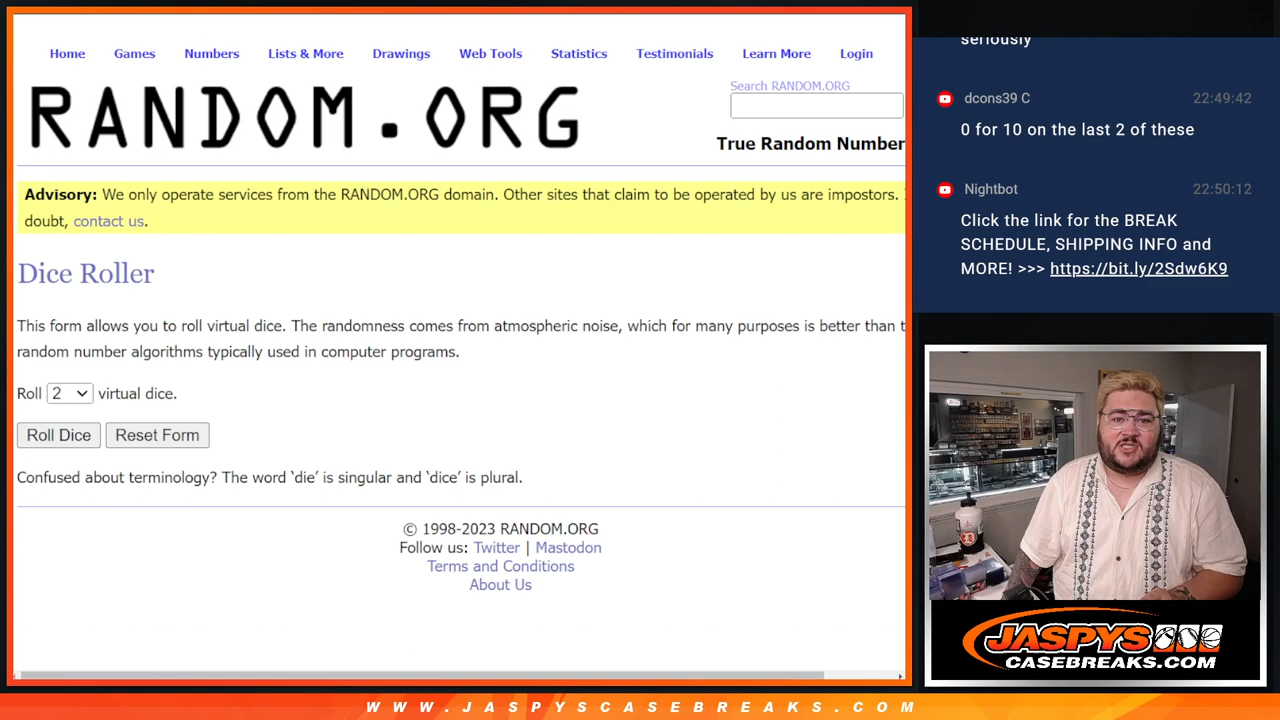 Home Games Numbers Lists & More Drawings Web Tools Statistics Testimonials Learn More Login
RANDOM.ORG
Search RANDOM.ORG
True Random Number
Advisory: We only operate services from the RANDOM.ORG domain. Other sites that claim to be operated by us are impostors.
doubt, contact us.
Dice Roller
This form allows you to roll virtual dice. The randomness comes from atmospheric noise, which for many purposes is better than t
random number algorithms typically used in computer programs.
Roll 2 virtual dice.
Roll Dice Reset Form
Confused about terminology? The word ‘die’ is singular and ‘dice’ is plural.
© 1998-2023 RANDOM.ORG
Follow us: Twitter | Mastodon
Terms and Conditions
About Us
seriously
dcons39 C 22:49:42
0 for 10 on the last 2 of these
Nightbot 22:50:12
Click the link for the BREAK
SCHEDULE, SHIPPING INFO and
MORE! >>> https://bit.ly/2Sdw6K9
JASPYS
CASEBREAKS.COM
WWW.JASPYSCASEBREAKS.COM